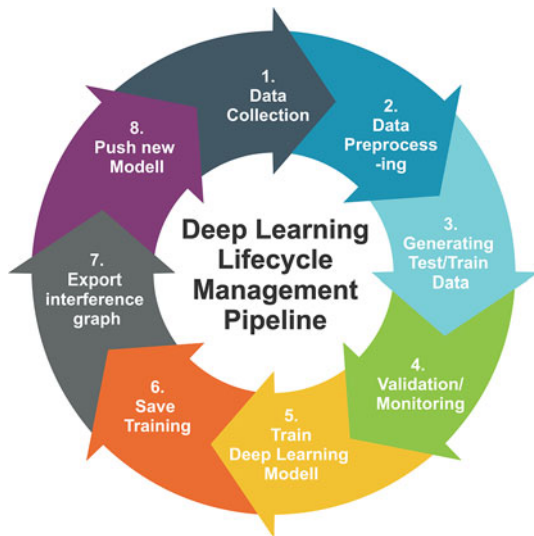 Deep Learning
Lifecycle
Management
Pipeline
1.
Data
Collection
2.
Data
Preprocess
-ing
3.
Generating
Test/Train
Data
4.
Validation/
Monitoring
5.
Train
Deep Learning
Modell
6.
Save
Training
7.
Export
interference
graph
8.
Push new
Modell